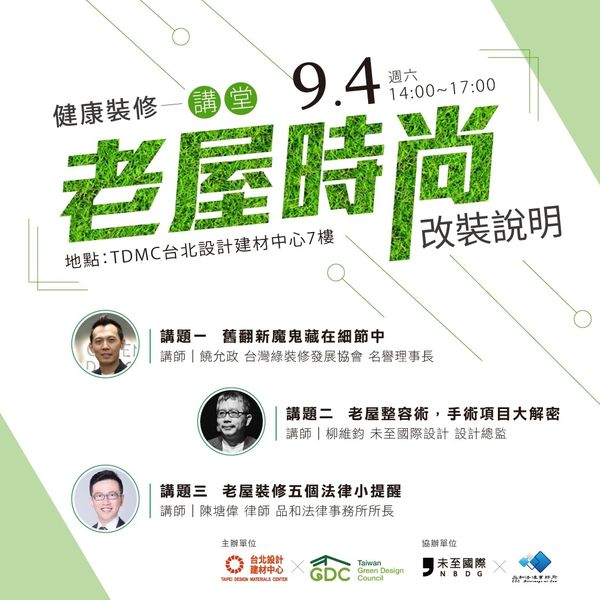 健康裝修
講堂
9.4 週六
14:00~17:00
老屋時尚
改裝說明
地點:TDMC台北設計建材中心7樓
講題一 舊翻新魔鬼藏在細節中
講師|饒允政 台灣綠裝修發展協會 名譽理事長
講題二 老屋整容術,手術項目大解密
講師|柳維鈞 未至國際設計 設計總監
講題三 老屋裝修五個法律小提醒
講師|陳塘偉 律師 品和法律事務所所長
主辦單位
協辦單位
台北設計
建材中心
TAIPEI DESIGN MATERIALS CENTER
GDC
Taiwan
Green Design
Council
未至國際
NBDG
品和法律事務所